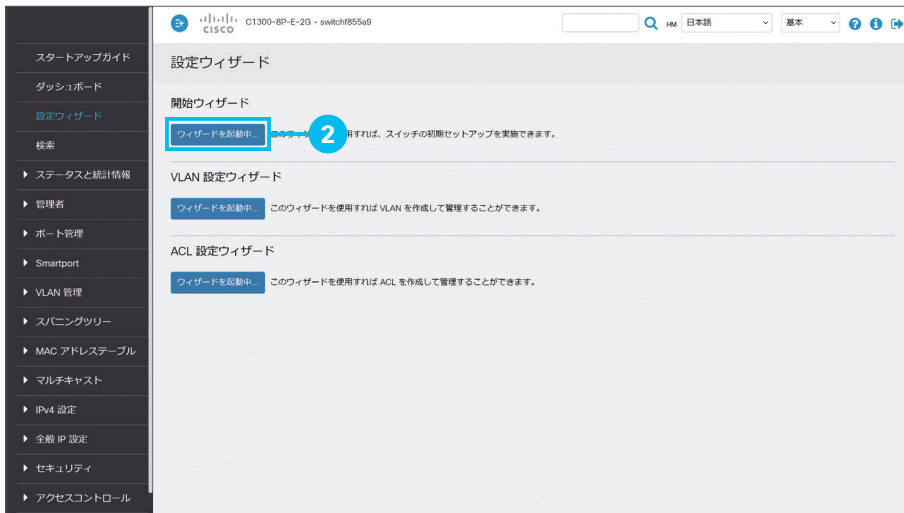 CISCO
C1300-8P-E-2G - switchf855a9
HM
日本語
基本
スタートアップガイド
ダッシュボード
設定ウィザード
検索
ステータスと統計情報
管理者
ポート管理
Smartport
VLAN 管理
スパニングツリー
MAC アドレステーブル
マルチキャスト
IPv4 設定
全般 IP 設定
セキュリティ
アクセスコントロール
設定ウィザード
開始ウィザード
ウィザードを起動中...
2
用すれば、スイッチの初期セットアップを実施できます。
VLAN 設定ウィザード
ウィザードを起動中...
このウィザードを使用すれば VLAN を作成して管理することができます。
ACL 設定ウィザード
ウィザードを起動中...
このウィザードを使用すれば ACL を作成して管理することができます。